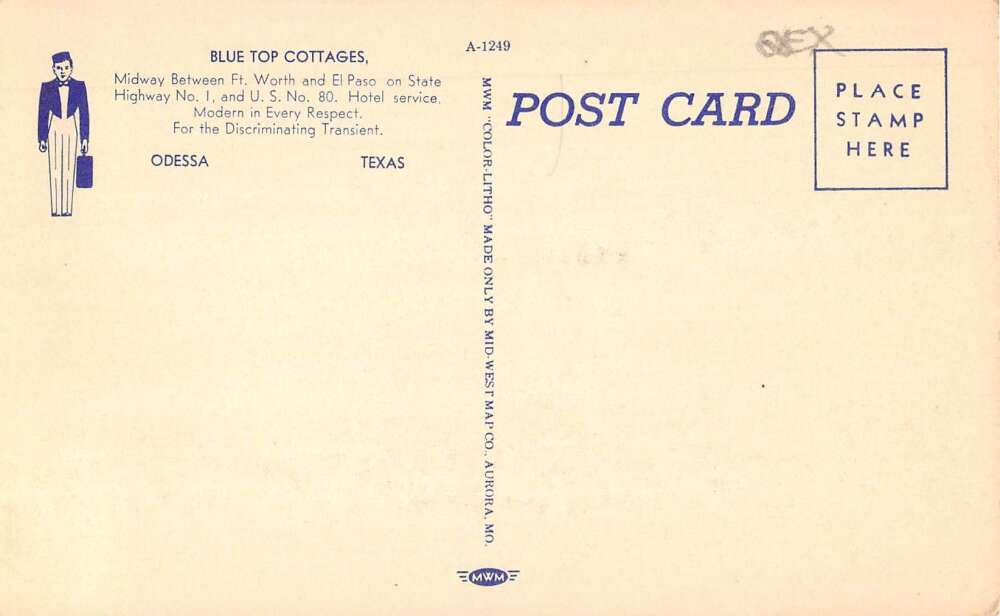 BLUE TOP COTTAGES,
Midway Between Ft. Worth and El Paso on State
Highway No. 1, and U. S. No. 80. Hotel service.
Modern in Every Respect.
For the Discriminating Transient.
ODESSA TEXAS
A-1249
MWM "COLOR-LITHO" MADE ONLY BY MID-WEST MAP CO., AURORA, MO.
MWM
POST CARD
PLACE
STAMP
HERE